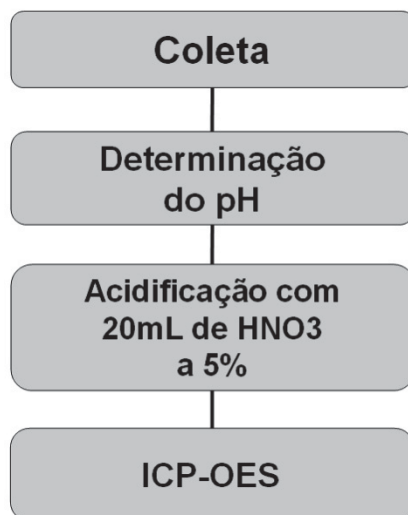 Coleta
Determinação
do pH
Acidificação com
20mL de HNO3
a 5%
ICP-OES